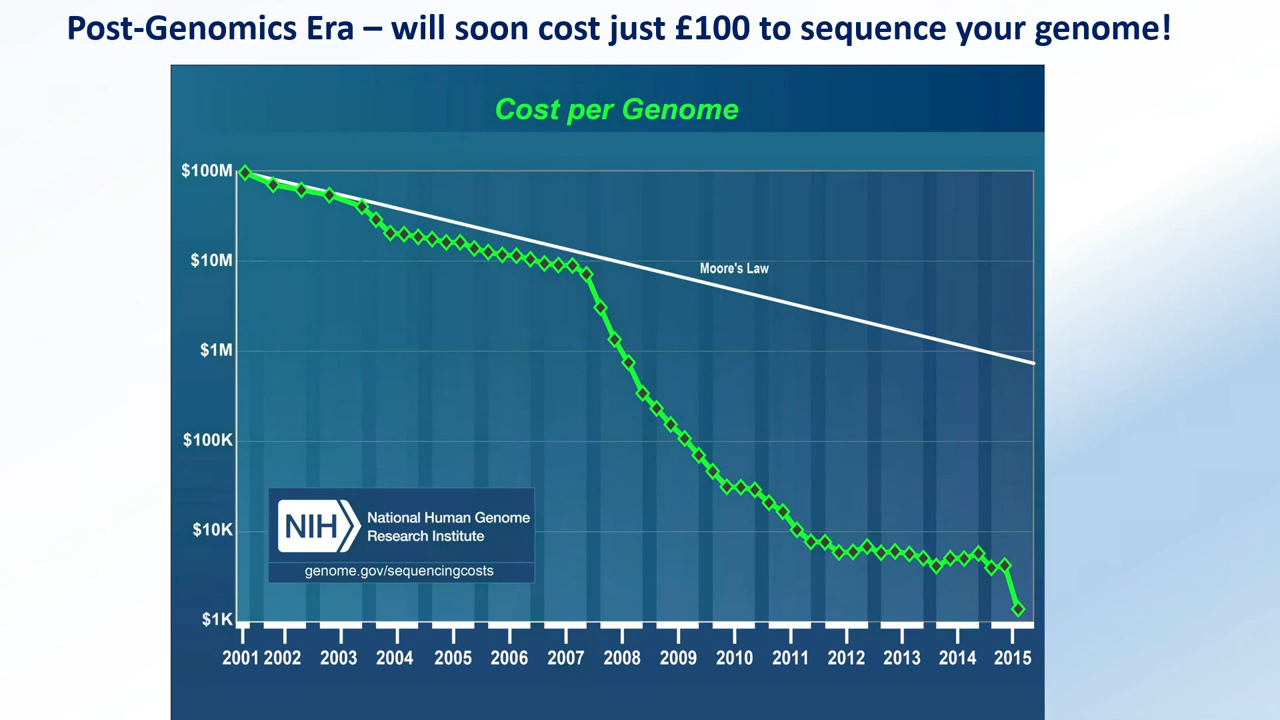 Post-Genomics Era – will soon cost just £100 to sequence your genome!
Cost per Genome
$100M
$10M
$1M
$100K
$10K
$1K
Moore's Law
NIH
National Human Genome
Research Institute
genome.gov/sequencingcosts
2001 2002 2003 2004 2005 2006 2007 2008 2009 2010 2011 2012 2013 2014 2015